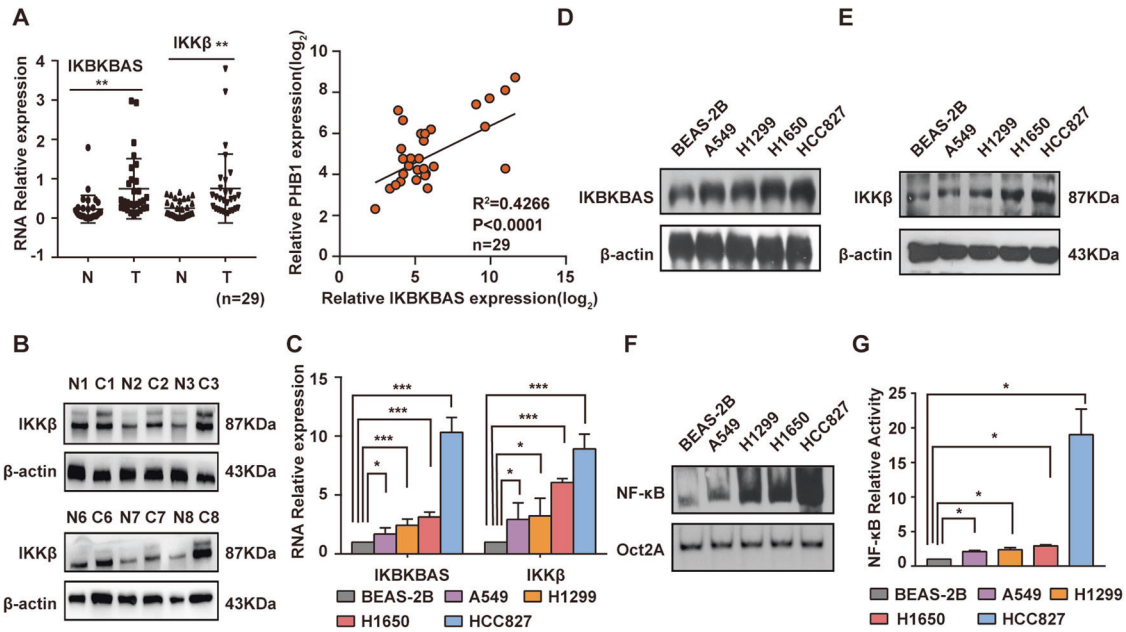 A
RNA Relative expression
4
3
2
1
0
-1
IKBKBAS
**
IKKβ **
N
T
N
T
(n=29)
Relative PHB1 expression(log2)
10
8
6
4
2
0
0
5
10
15
R²=0.4266
P<0.0001
n=29
Relative IKBKBAS expression(log2)
D
BEAS-2B
A549
H1299
H1650
HCC827
IKBKBAS
β-actin
E
BEAS-2B
A549
H1299
H1650
HCC827
IKKβ
87KDa
β-actin
43KDa
B
N1 C1 N2 C2 N3 C3
IKKβ
87KDa
β-actin
43KDa
N6 C6 N7 C7 N8 C8
IKKβ
87KDa
β-actin
43KDa
C
RNA Relative expression
15
10
5
0
***
***
***
*
***
***
*
*
IKBKBAS
IKKβ
BEAS-2B
A549
H1299
H1650
HCC827
F
BEAS-2B
A549
H1299
H1650
HCC827
NF-κB
Oct2A
G
NF-κB Relative Activity
25
20
15
10
5
0
*
*
*
*
BEAS-2B
A549
H1299
H1650
HCC827